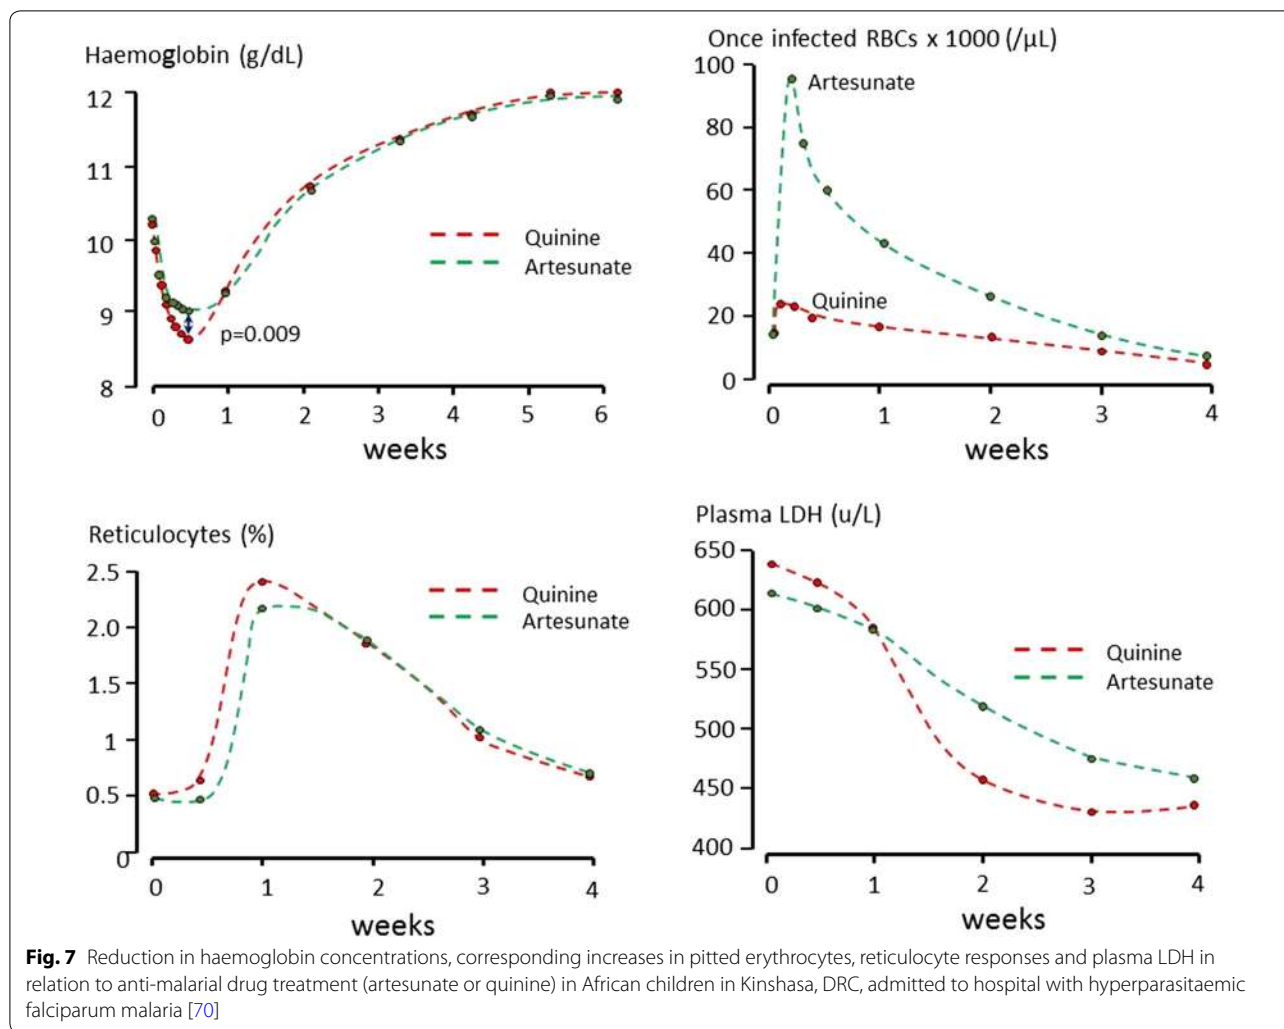 Haemoglobin (g/dL)
12
11
10
9
8
Quinine
Artesunate
p=0.009
0 1 2 3 4 5 6
weeks
Once infected RBCs x 1000 (/µL)
100
80
60
40
20
0
Artesunate
Quinine
0 1 2 3 4
weeks
Reticulocytes (%)
2.5
2.0
1.5
1
0.5
0
Quinine
Artesunate
0 1 2 3 4
weeks
Plasma LDH (u/L)
650
600
550
500
450
400
Quinine
Artesunate
0 1 2 3 4
weeks
Fig. 7 Reduction in haemoglobin concentrations, corresponding increases in pitted erythrocytes, reticulocyte responses and plasma LDH in
relation to anti-malarial drug treatment (artesunate or quinine) in African children in Kinshasa, DRC, admitted to hospital with hyperparasitaemic
falciparum malaria [70]